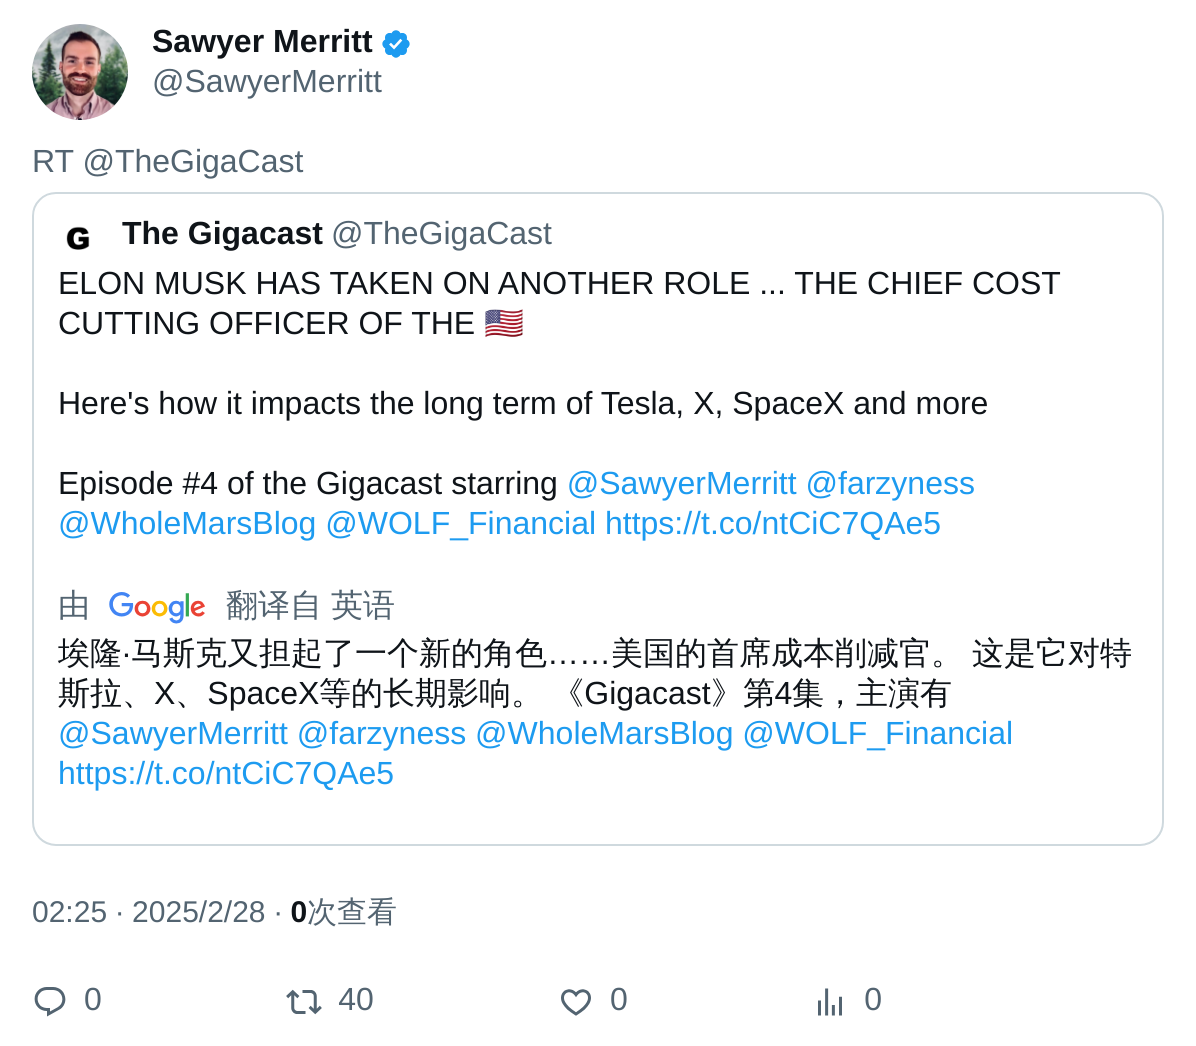 Sawyer Merritt
@SawyerMerritt
RT @TheGigaCast
G The Gigacast @TheGigaCast
ELON MUSK HAS TAKEN ON ANOTHER ROLE ... THE CHIEF COST
CUTTING OFFICER OF THE 🇺🇸
Here's how it impacts the long term of Tesla, X, SpaceX and more
Episode #4 of the Gigacast starring @SawyerMerritt @farzyness
@WholeMarsBlog @WOLF_Financial https://t.co/ntCiC7QAe5
由 Google 翻译自 英语
埃隆·马斯克又担起了一个新的角色……美国的首席成本削减官。 这是它对特
斯拉、X、SpaceX等的长期影响。 《Gigacast》第4集，主演有
@SawyerMerritt @farzyness @WholeMarsBlog @WOLF_Financial
https://t.co/ntCiC7QAe5
02:25 · 2025/2/28 · 0次查看
0 40 0 0